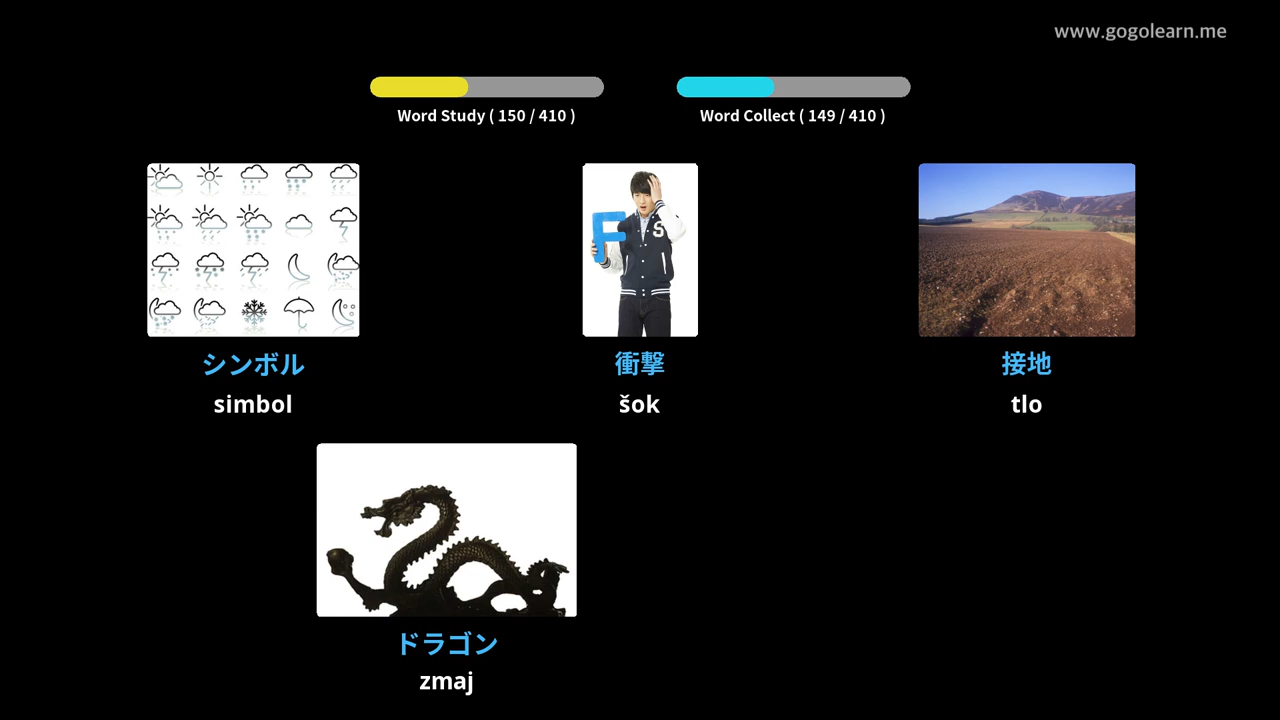 www.gogolearn.me
Word Study ( 150 / 410 )
Word Collect ( 149 / 410 )
F
S
シンボル
simbol
衝撃
šok
接地
tlo
ドラゴン
zmaj